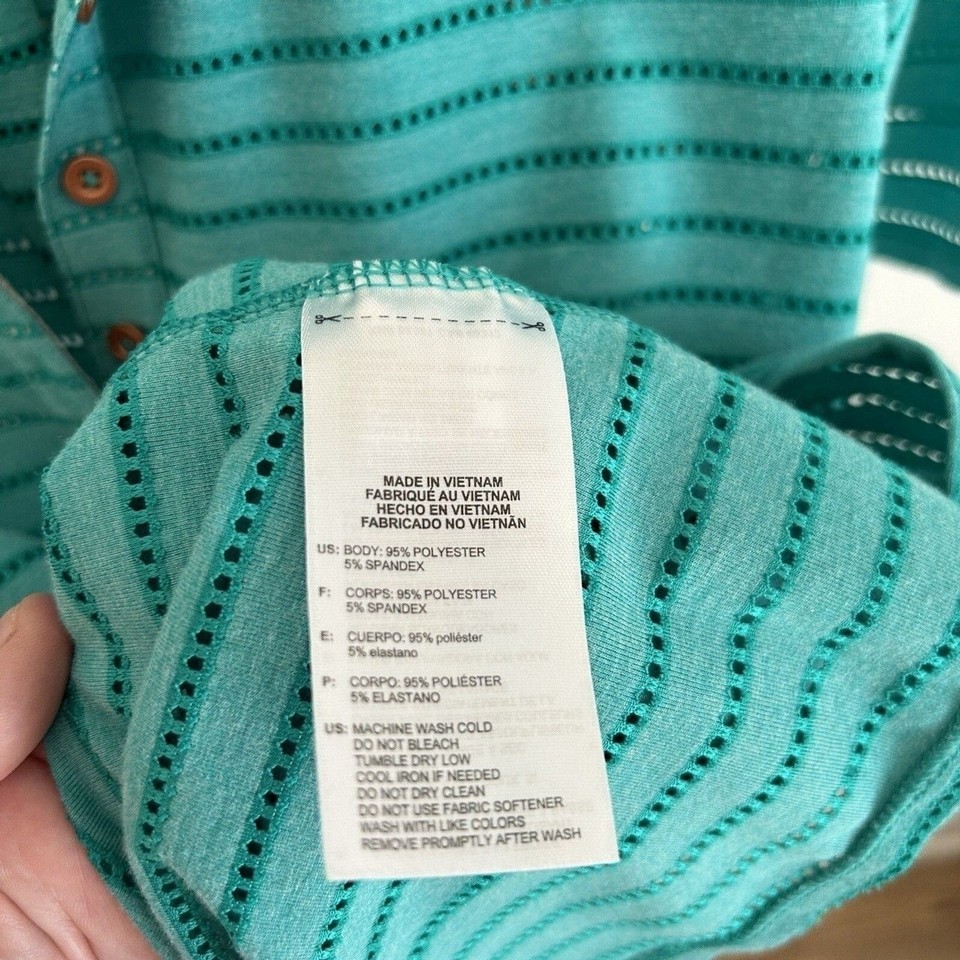 MADE IN VIETNAM
FABRIQUÉ AU VIETNAM
HECHO EN VIETNAM
FABRICADO NO VIETNÃN
US: BODY: 95% POLYESTER
5% SPANDEX
F: CORPS: 95% POLYESTER
5% SPANDEX
E: CUERPO: 95% poliéster
5% elastano
P: CORPO: 95% POLIÉSTER
5% ELASTANO
US: MACHINE WASH COLD
DO NOT BLEACH
TUMBLE DRY LOW
COOL IRON IF NEEDED
DO NOT DRY CLEAN
DO NOT USE FABRIC SOFTENER
WASH WITH LIKE COLORS
REMOVE PROMPTLY AFTER WASH